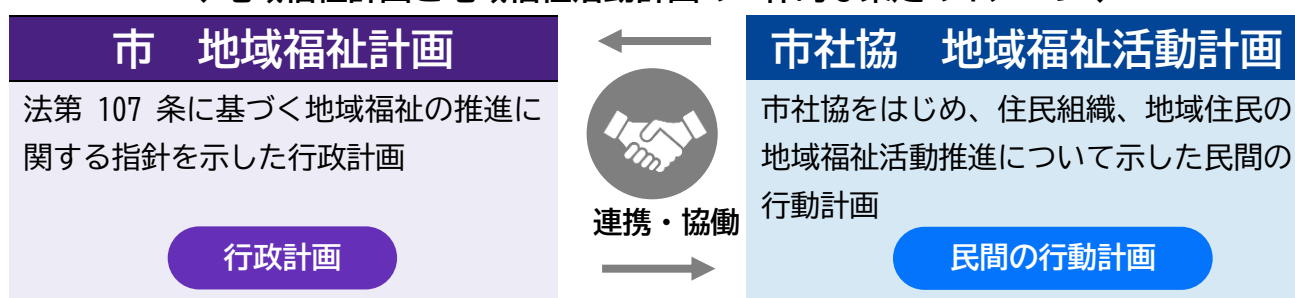 市　地域福祉計画
法第 107 条に基づく地域福祉の推進に
関する指針を示した行政計画
行政計画
連携・協働
市社協　地域福祉活動計画
市社協をはじめ、住民組織、地域住民の
地域福祉活動推進について示した民間の
行動計画
民間の行動計画